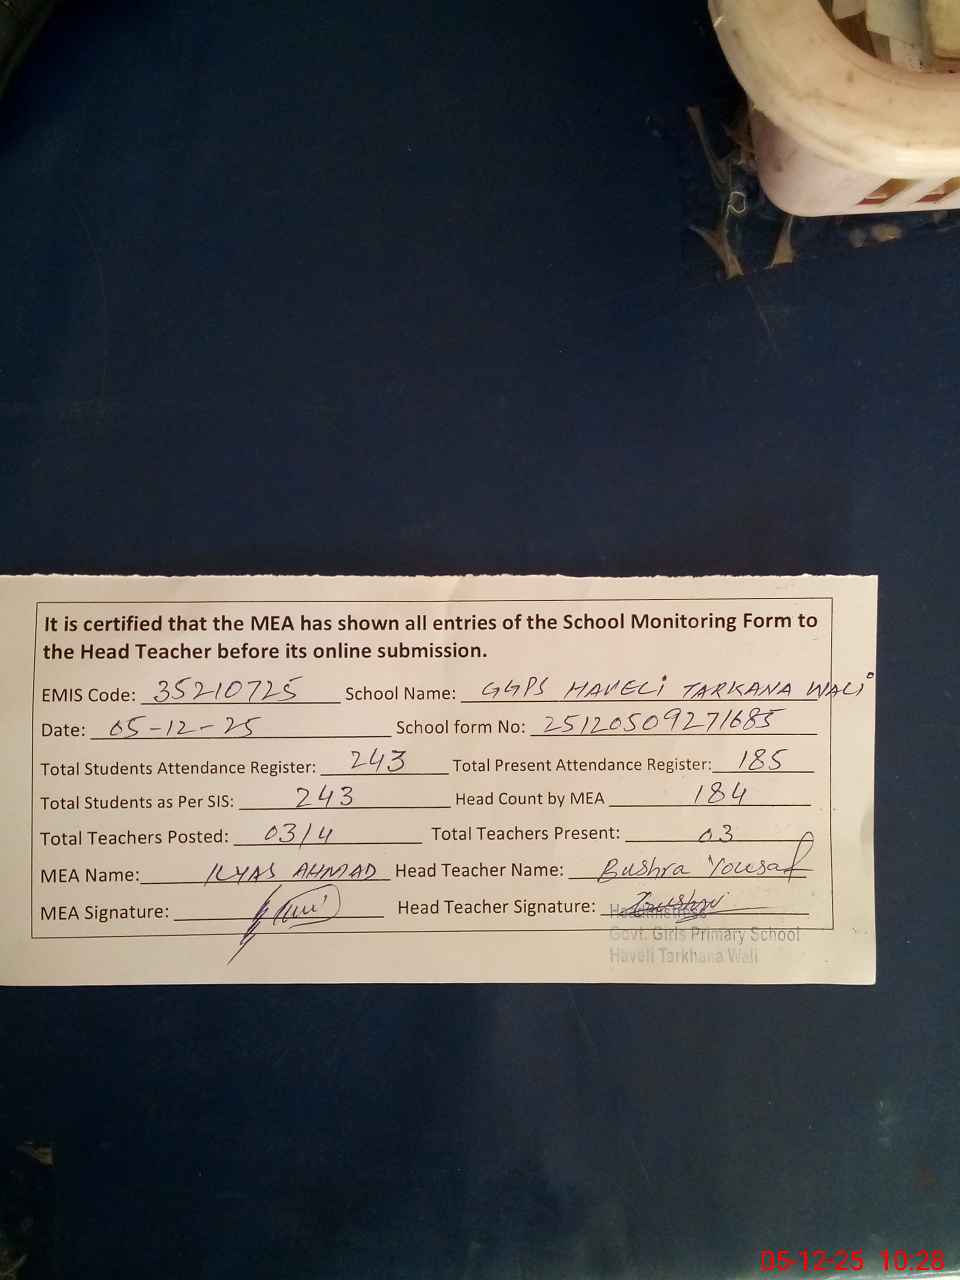 It is certified that the MEA has shown all entries of the School Monitoring Form to
the Head Teacher before its online submission.
EMIS Code: 35210725 School Name: GGPS HAVELi TARKANA WALi
Date: 05-12-25 School form No: 25120509271685
Total Students Attendance Register: 243 Total Present Attendance Register: 185
Total Students as Per SIS: 243 Head Count by MEA 184
Total Teachers Posted: 03/4 Total Teachers Present: 03
MEA Name: ILYAS AHMAD Head Teacher Name: Bushra Yousaf
MEA Signature: Head Teacher Signature: Bushra
Headmistress
Govt. Girls Primary School
Haveli Tarkhana Wali
05-12-25 10:28